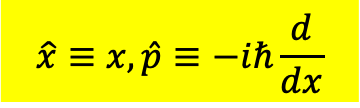 x̂ ≡ x, p̂ ≡ −iℏ d/dx